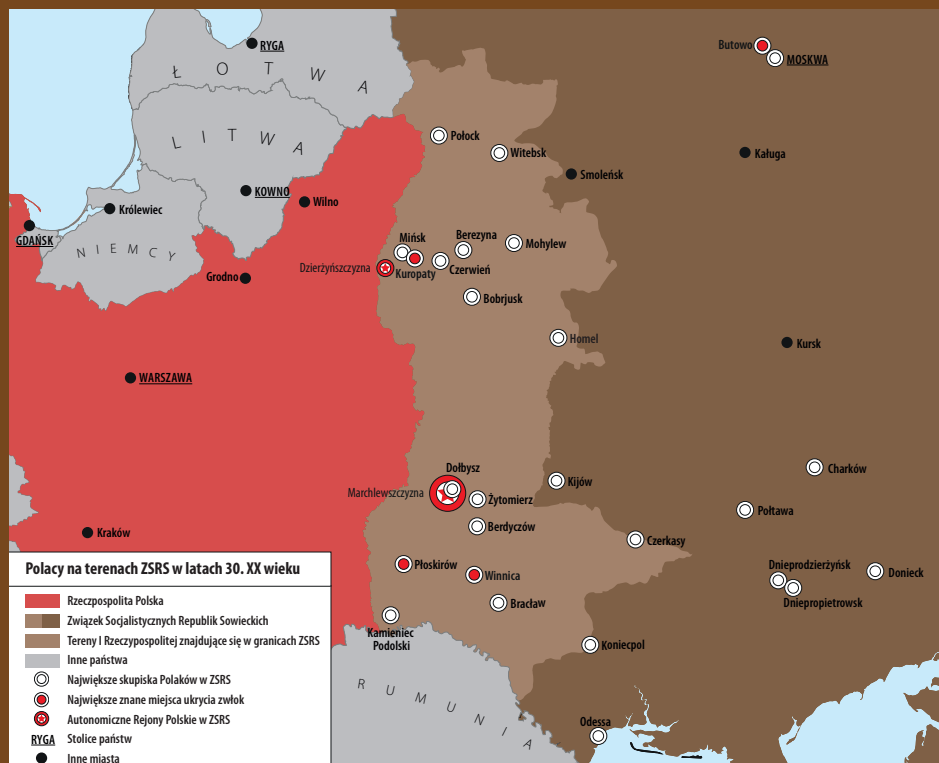 RYGA
Ł O T W A
L I T W A
Butowo
MOSKWA
Połock
Witebsk
Smoleńsk
Kaługa
KOWNO
Wilno
Królewiec
GDAŃSK
N I E M C Y
Grodno
Dzierżyńszczyzna
Mińsk
Kuropaty
Berezyna
Czerwień
Mohylew
Bobrjusk
Homel
Kursk
WARSZAWA
Dołbysz
Marchlewszczyzna
Żytomierz
Kijów
Charków
Połtawa
Berdyczów
Czerkasy
Kraków
Płoskirów
Winnica
Bracław
Dnieprodzierżyńsk
Dniepropietrowsk
Donieck
Kamieniec
Podolski
Koniecpol
R U M U N I A
Odessa
Polacy na terenach ZSRS w latach 30. XX wieku
Rzeczpospolita Polska
Związek Socjalistycznych Republik Sowieckich
Tereny I Rzeczypospolitej znajdujące się w granicach ZSRS
Inne państwa
Największe skupiska Polaków w ZSRS
Największe znane miejsca ukrycia zwłok
Autonomiczne Rejony Polskie w ZSRS
RYGA Stolice państw
Inne miasta